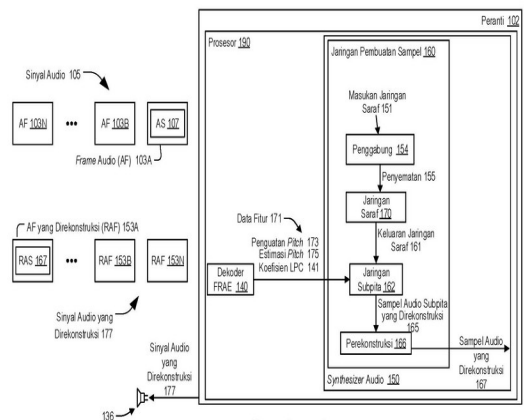 Peranti 102
Prosesor 190
Jaringan Pembuatan Sampel 160
Sinyal Audio 105
Masukan Jaringan
Saraf 151
AF 103N
•••
AF 103B
AS 107
Penggabung 154
Frame Audio (AF) 103A
Penyematan 155
AF yang Direkonstruksi (RAF) 153A
Data Fitur 171
Jaringan
Saraf 170
Penguatan Pitch 173
Estimasi Pitch 175
Koefisien LPC 141
Keluaran Jaringan
Saraf 161
RAS 167
•••
RAF 153B
RAF 153N
Dekoder
FRAE 140
Jaringan
Subpita 162
Sinyal Audio yang
Direkonstruksi 177
Sampel Audio Subpita
yang Direkonstruksi
165
Perekonstruksi 166
Sampel Audio
yang
Direkonstruksi
167
Sinyal Audio
yang
Direkonstruksi
177
Synthesizer Audio 150
136